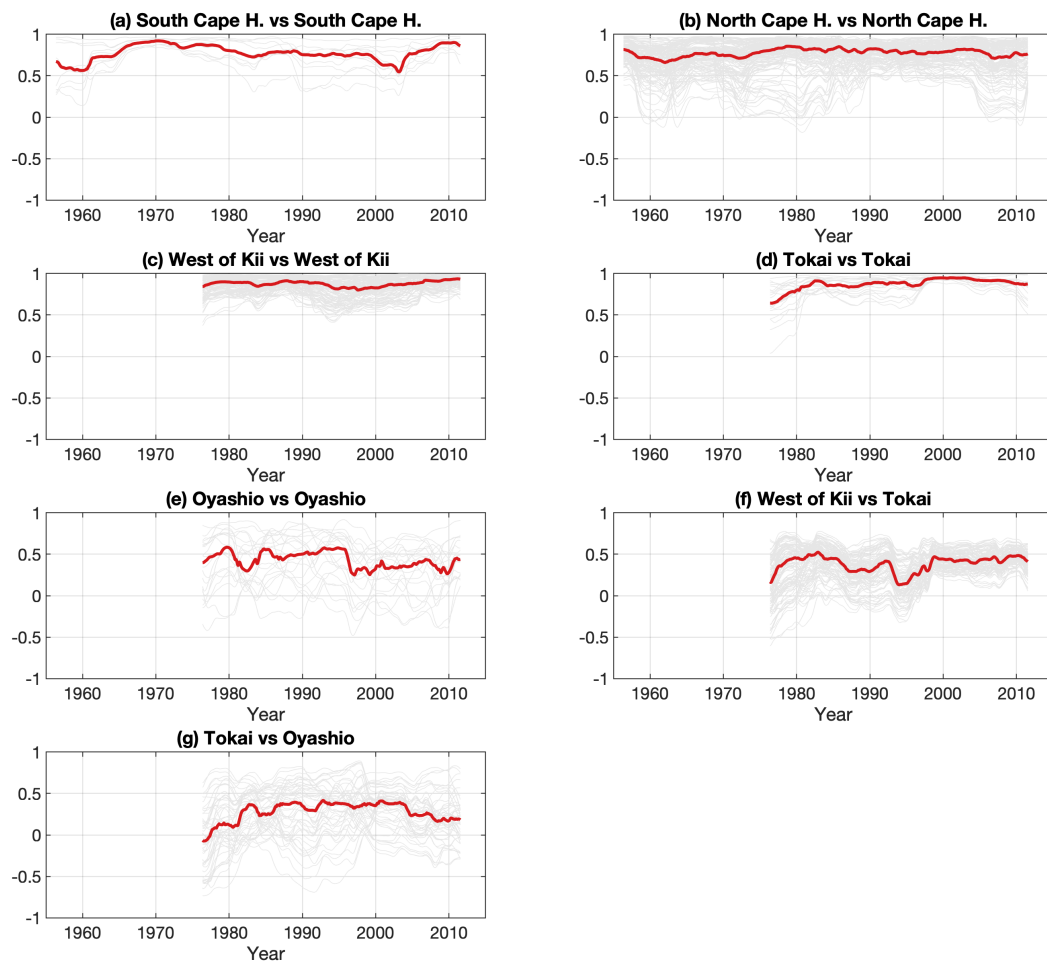 (a) South Cape H. vs South Cape H.
1
0.5
0
-0.5
-1
1960 1970 1980 1990 2000 2010
Year
(b) North Cape H. vs North Cape H.
1
0.5
0
-0.5
-1
1960 1970 1980 1990 2000 2010
Year
(c) West of Kii vs West of Kii
1
0.5
0
-0.5
-1
1960 1970 1980 1990 2000 2010
Year
(d) Tokai vs Tokai
1
0.5
0
-0.5
-1
1960 1970 1980 1990 2000 2010
Year
(e) Oyashio vs Oyashio
1
0.5
0
-0.5
-1
1960 1970 1980 1990 2000 2010
Year
(f) West of Kii vs Tokai
1
0.5
0
-0.5
-1
1960 1970 1980 1990 2000 2010
Year
(g) Tokai vs Oyashio
1
0.5
0
-0.5
-1
1960 1970 1980 1990 2000 2010
Year